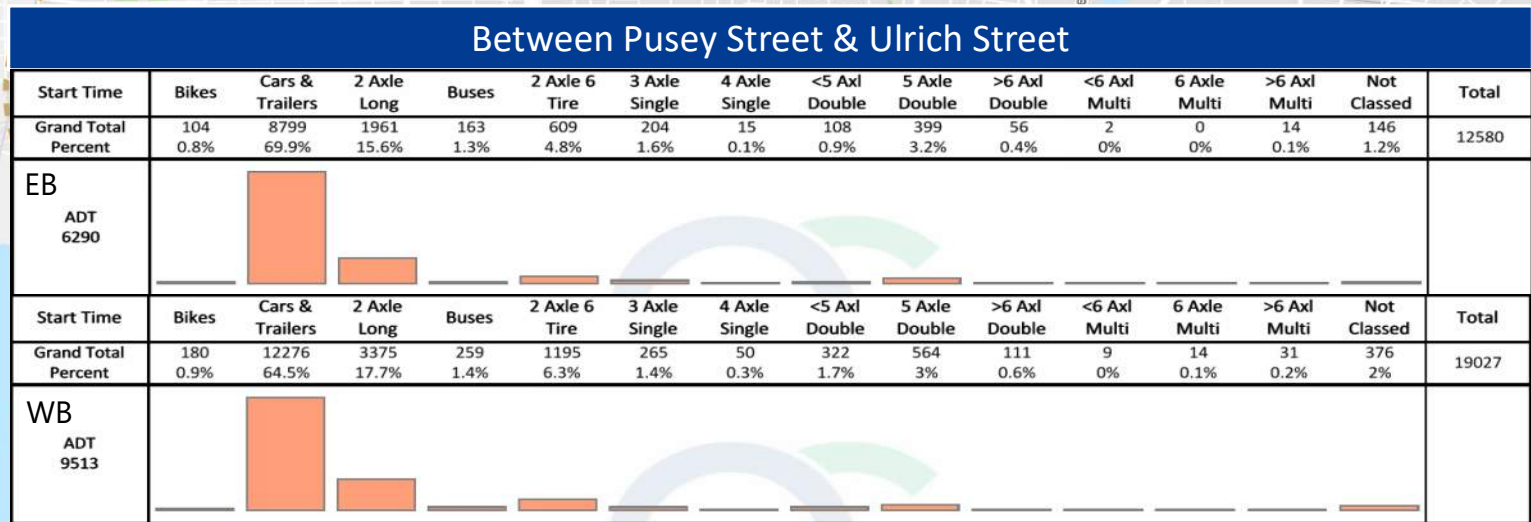 Between Pusey Street & Ulrich Street
Start Time Bikes Cars & Trailers 2 Axle Long Buses 2 Axle 6 Tire 3 Axle Single 4 Axle Single <5 Axl Double 5 Axle Double >6 Axl Double <6 Axl Multi 6 Axle Multi >6 Axl Multi Not Classed Total
Grand Total 104 8799 1961 163 609 204 15 108 399 56 2 0 14 146 12580
Percent 0.8% 69.9% 15.6% 1.3% 4.8% 1.6% 0.1% 0.9% 3.2% 0.4% 0% 0% 0.1% 1.2%
EB
ADT
6290
Start Time Bikes Cars & Trailers 2 Axle Long Buses 2 Axle 6 Tire 3 Axle Single 4 Axle Single <5 Axl Double 5 Axle Double >6 Axl Double <6 Axl Multi 6 Axle Multi >6 Axl Multi Not Classed Total
Grand Total 180 12276 3375 259 1195 265 50 322 564 111 9 14 31 376 19027
Percent 0.9% 64.5% 17.7% 1.4% 6.3% 1.4% 0.3% 1.7% 3% 0.6% 0% 0.1% 0.2% 2%
WB
ADT
9513